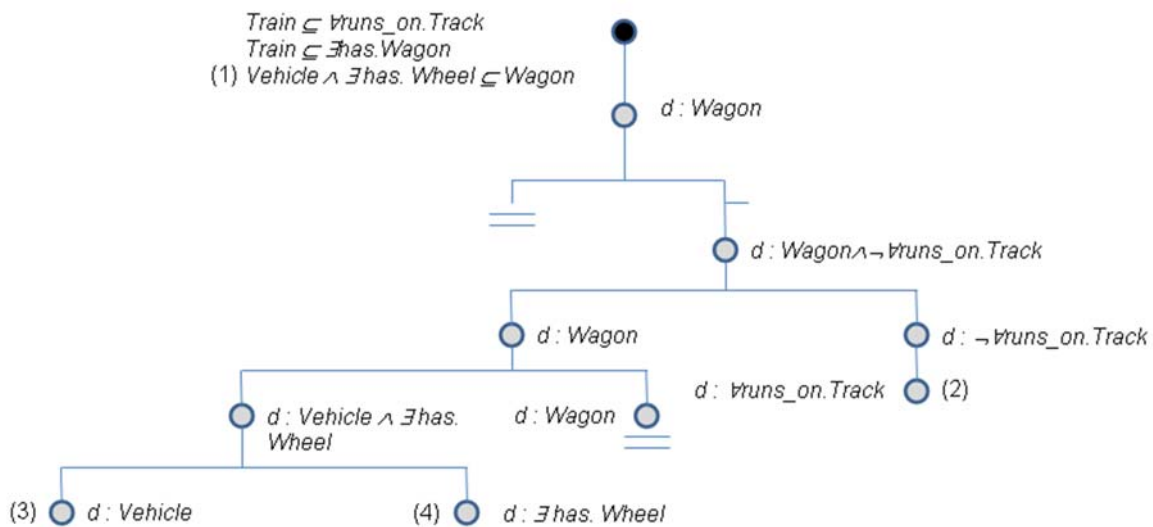 Train ⊆ ∀runs_on.Track
Train ⊆ ∃has.Wagon
(1) Vehicle ∧ ∃has. Wheel ⊆ Wagon
d : Wagon
d : Wagon∧¬∀runs_on.Track
d : Wagon
d : ¬∀runs_on.Track
d : ∀runs_on.Track (2)
d : Vehicle ∧ ∃has.
Wheel
d : Wagon
(3) d : Vehicle
(4) d : ∃has. Wheel